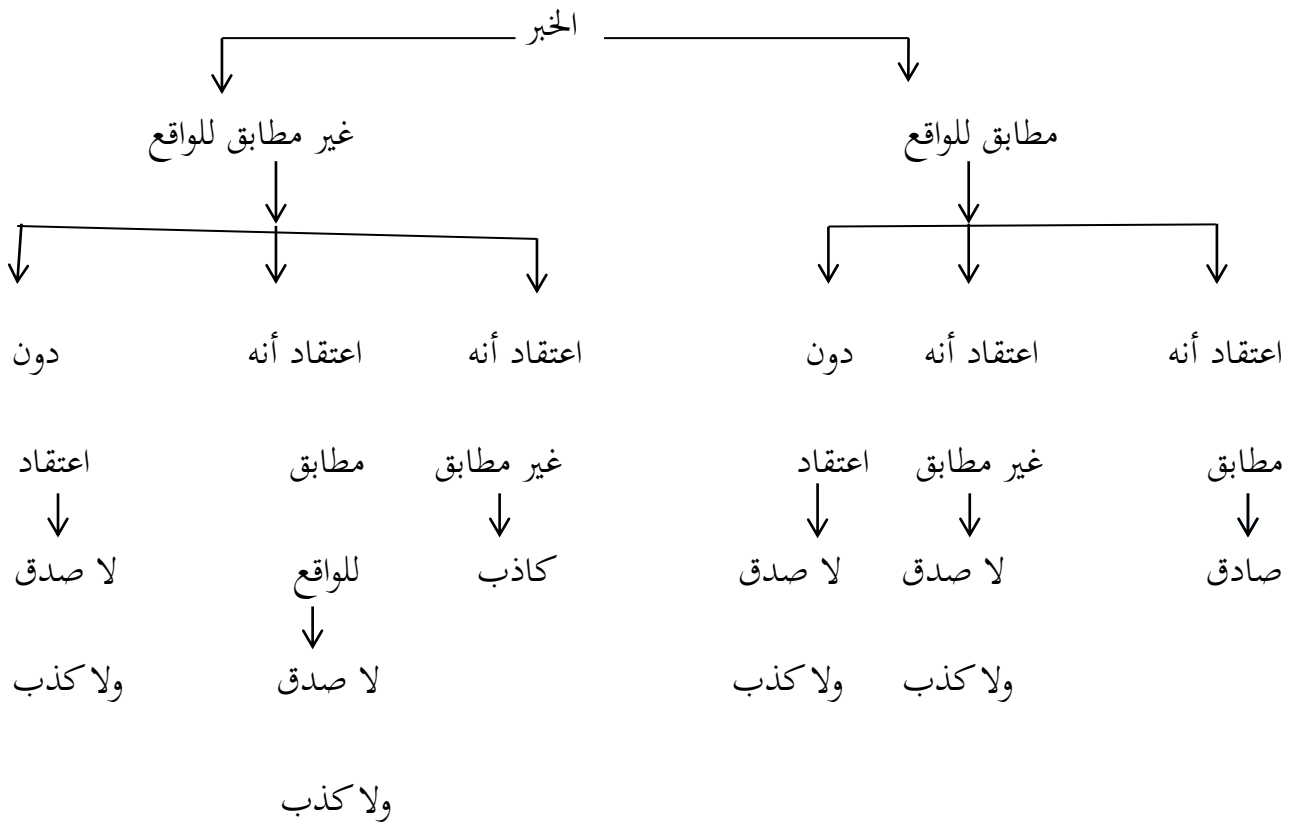 الخبر
مطابق للواقع
غير مطابق للواقع
اعتقاد أنه
مطابق
صادق
اعتقاد أنه
غير مطابق
لا صدق
ولا كذب
دون
اعتقاد
لا صدق
ولا كذب
اعتقاد أنه
غير مطابق
كاذب
اعتقاد أنه
مطابق
للواقع
لا صدق
ولا كذب
دون
اعتقاد
لا صدق
ولا كذب